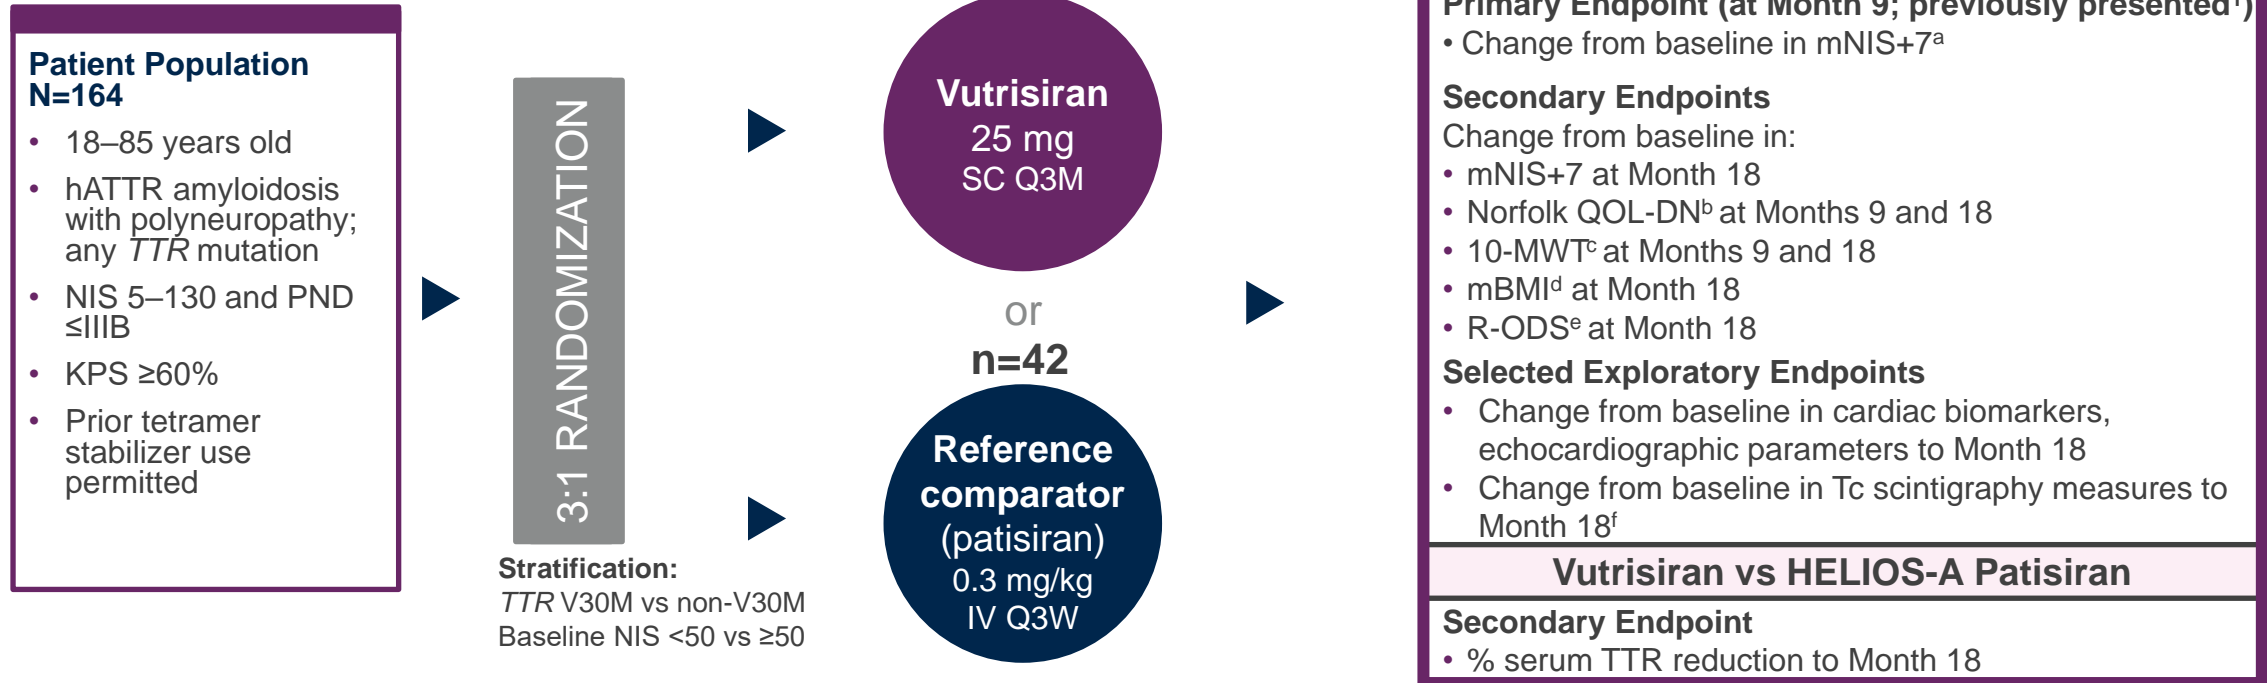 Patient Population
N=164
• 18–85 years old
• hATTR amyloidosis
with polyneuropathy;
any TTR mutation
• NIS 5–130 and PND
≤IIIB
• KPS ≥60%
• Prior tetramer
stabilizer use
permitted
3:1 RANDOMIZATION
Stratification:
TTR V30M vs non-V30M
Baseline NIS <50 vs ≥50
Vutrisiran
25 mg
SC Q3M
or
n=42
Reference
comparator
(patisiran)
0.3 mg/kg
IV Q3W
Primary Endpoint (at Month 9; previously presented¹)
• Change from baseline in mNIS+7ᵃ
Secondary Endpoints
Change from baseline in:
• mNIS+7 at Month 18
• Norfolk QOL-DNᵇ at Months 9 and 18
• 10-MWTᶜ at Months 9 and 18
• mBMIᵈ at Month 18
• R-ODSᵉ at Month 18
Selected Exploratory Endpoints
• Change from baseline in cardiac biomarkers,
echocardiographic parameters to Month 18
• Change from baseline in Tc scintigraphy measures to
Month 18ᶠ
Vutrisiran vs HELIOS-A Patisiran
Secondary Endpoint
• % serum TTR reduction to Month 18